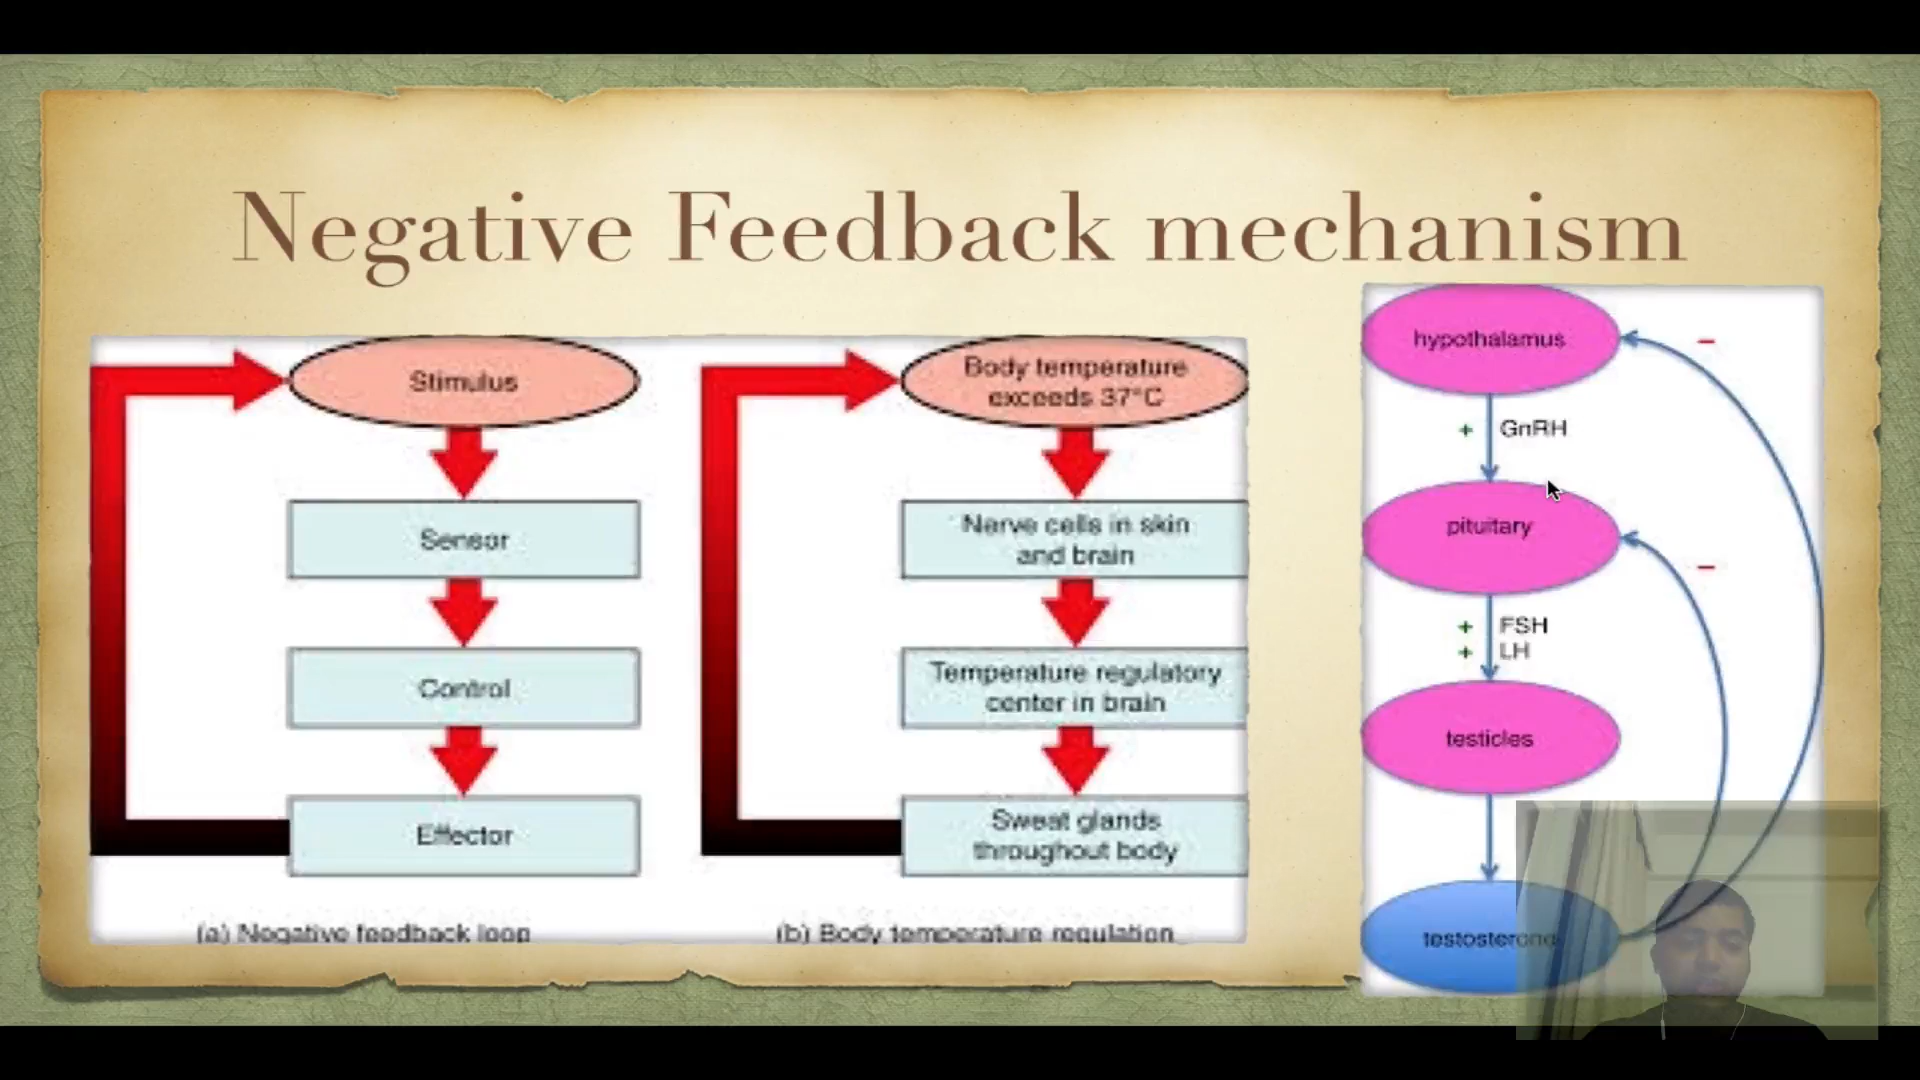 Negative Feedback mechanism
Stimulus
Sensor
Control
Effector
(a) Negative feedback loop
Body temperature
exceeds 37°C
Nerve cells in skin
and brain
Temperature regulatory
center in brain
Sweat glands
throughout body
(b) Body temperature regulation
hypothalamus
−
+ GnRH
pituitary
−
+ FSH
+ LH
testicles
testosterone